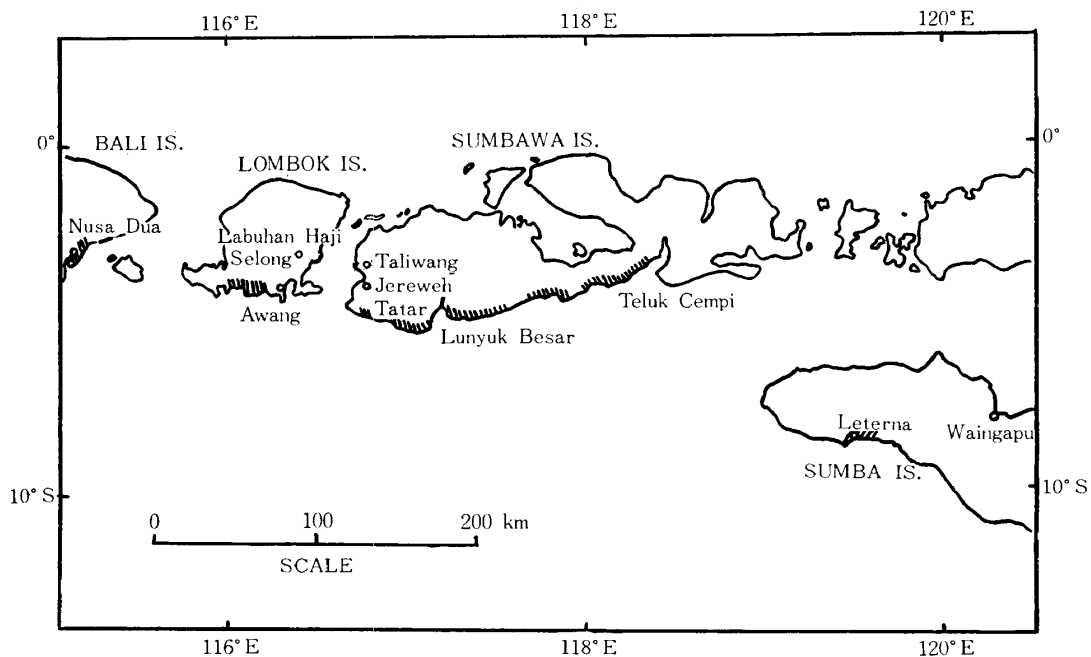 116°E 118°E 120°E
0° BALI IS. SUMBAWA IS. 0°
LOMBOK IS.
Nusa Dua
Labuhan Haji
Selong
Taliwang
Jereweh
Tatar
Teluk Cempi
Awang
Lunyuk Besar
Leterna
Waingapu
SUMBA IS.
10°S 10°S
0 100 200 km
SCALE
116°E 118°E 120°E